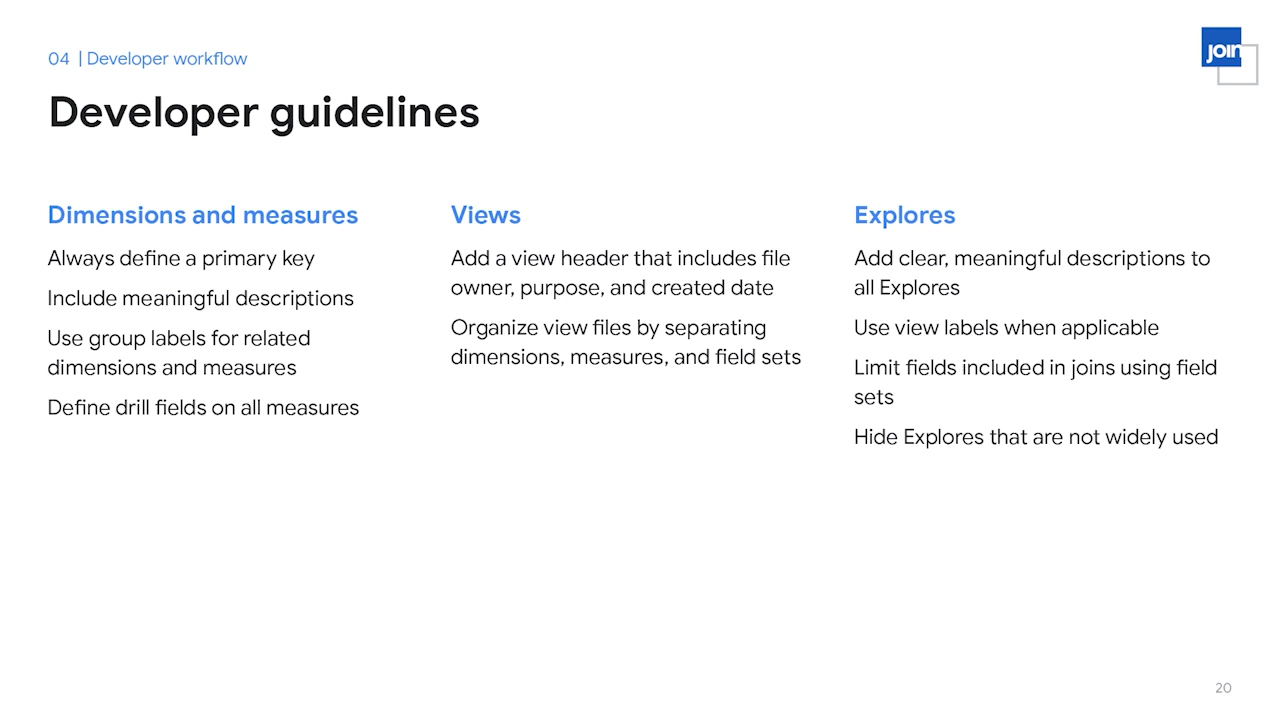 04 | Developer workflow
join
Developer guidelines
Dimensions and measures
Always define a primary key
Include meaningful descriptions
Use group labels for related
dimensions and measures
Define drill fields on all measures
Views
Add a view header that includes file
owner, purpose, and created date
Organize view files by separating
dimensions, measures, and field sets
Explores
Add clear, meaningful descriptions to
all Explores
Use view labels when applicable
Limit fields included in joins using field
sets
Hide Explores that are not widely used
20